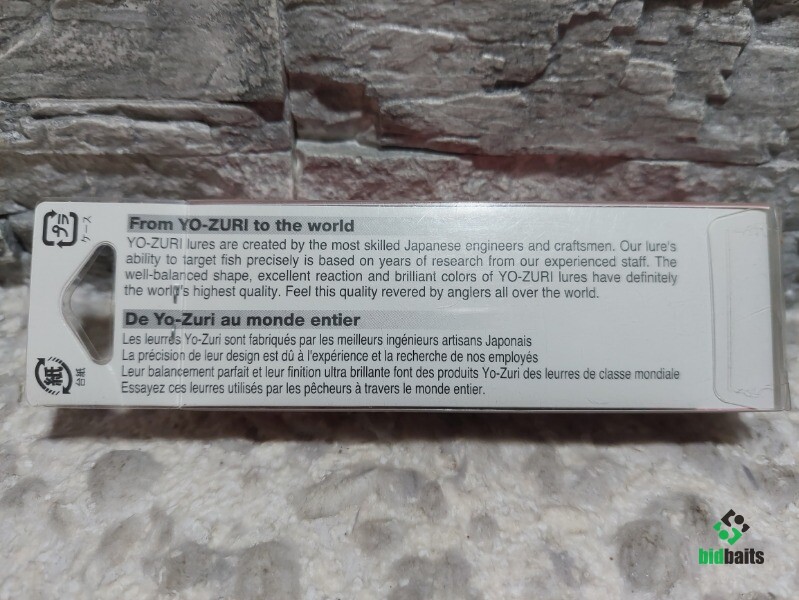 プラ
ケース
From YO-ZURI to the world
YO-ZURI lures are created by the most skilled Japanese engineers and craftsmen. Our lure's
ability to target fish precisely is based on years of research from our experienced staff. The
well-balanced shape, excellent reaction and brilliant colors of YO-ZURI lures have definitely
the world's highest quality. Feel this quality revered by anglers all over the world.
De Yo-Zuri au monde entier
Les leurres Yo-Zuri sont fabriqués par les meilleurs ingénieurs artisans Japonais
La précision de leur design est dû à l'expérience et la recherche de nos employés
Leur balancement parfait et leur finition ultra brillante font des produits Yo-Zuri des leurres de classe mondiale
Essayez ces leurres utilisés par les pêcheurs à travers le monde entier.
紙
台紙
bidbaits